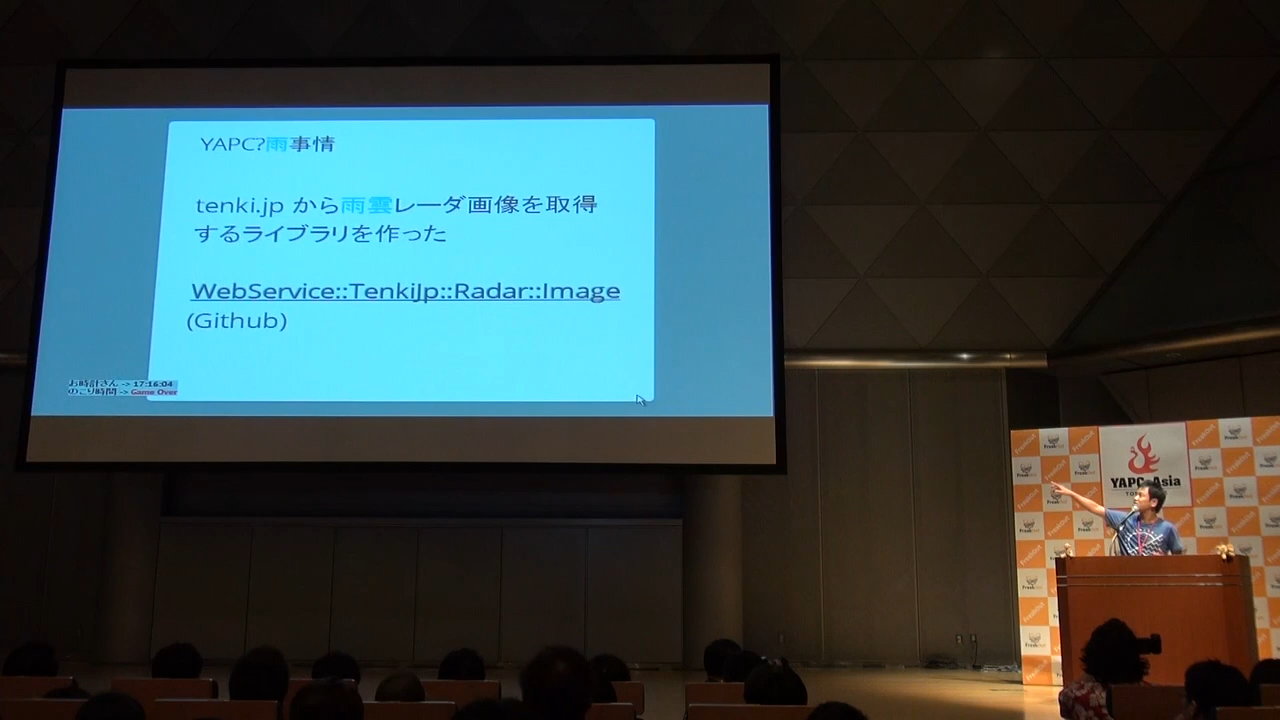 YAPC?雨事情
tenki.jp から雨雲レーダ画像を取得
するライブラリを作った
WebService::TenkiJp::Radar::Image
(Github)
お時計さん -> 17:16:04
のこり時間 -> Game Over
YAPC::Asia
FreakOut